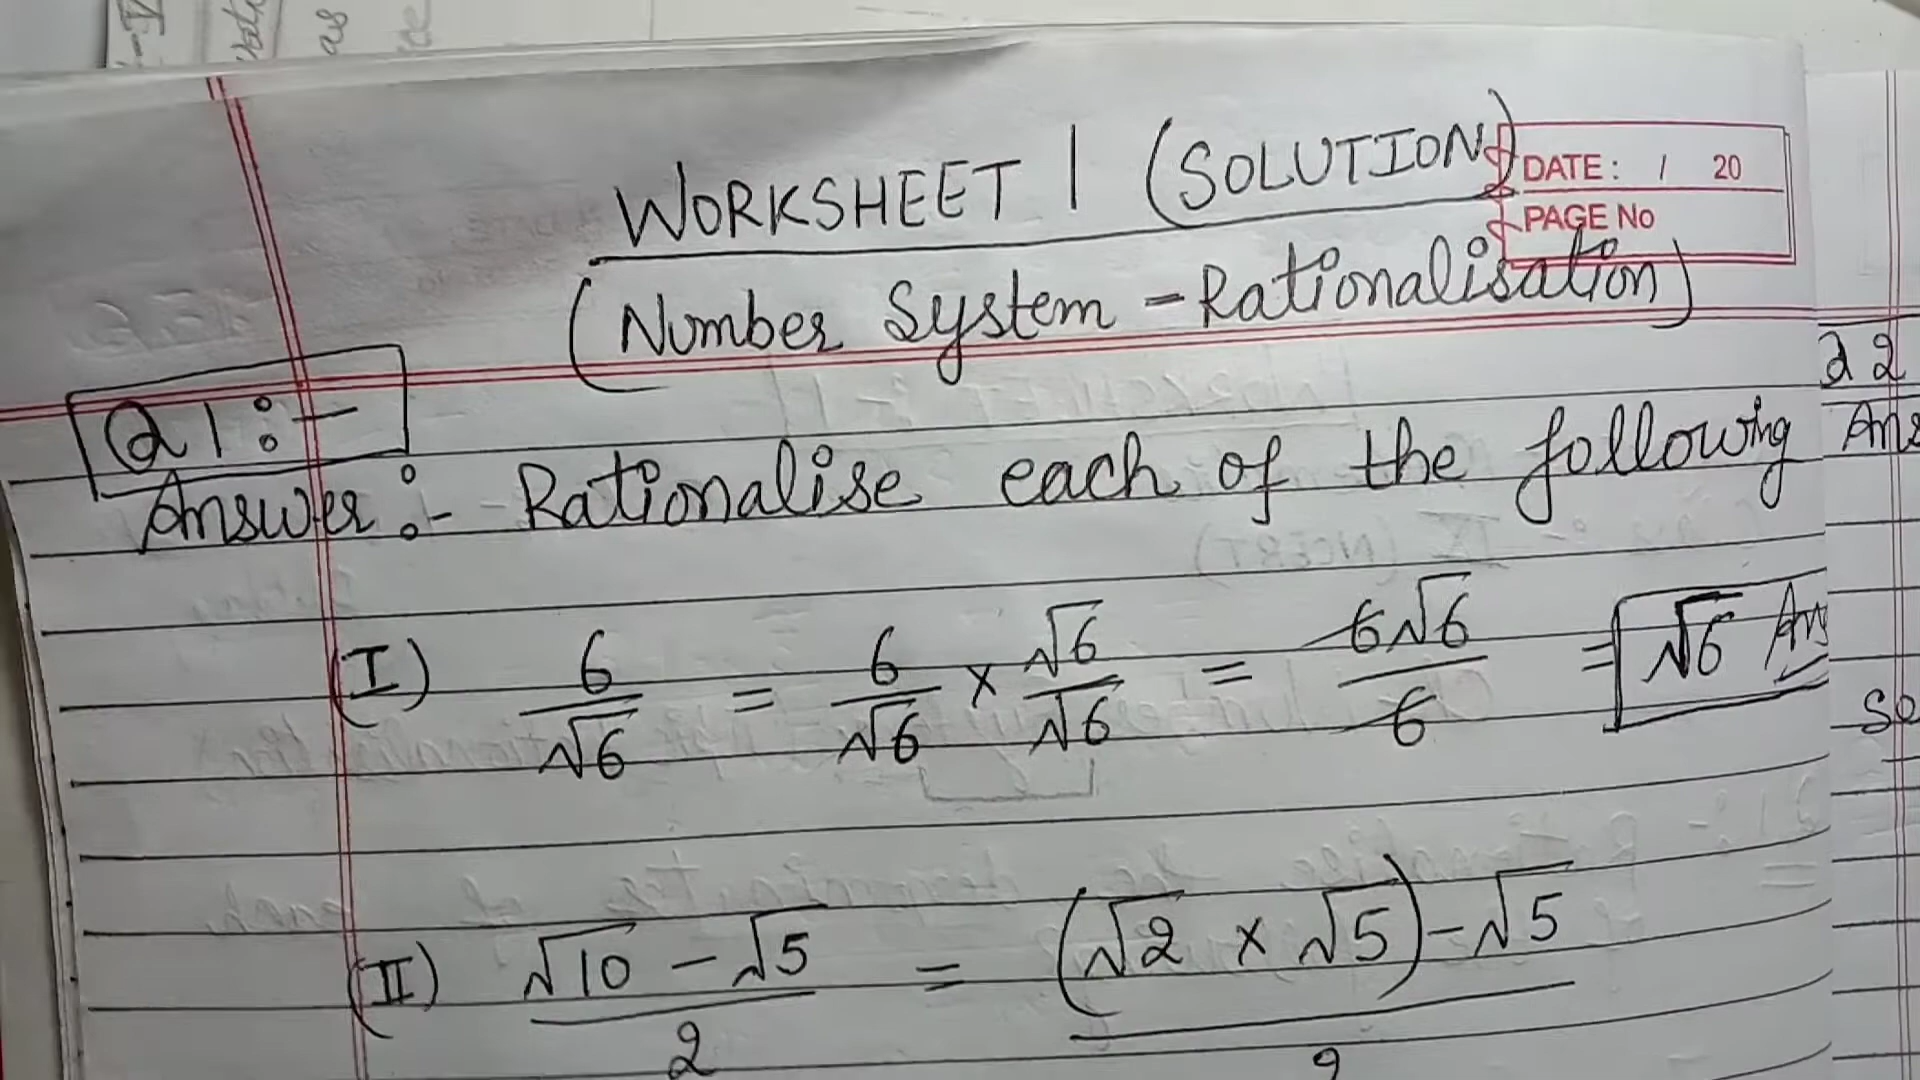 WORKSHEET 1 (SOLUTION)
DATE: / 20
PAGE No
(Number System - Rationalisation)
Q1:-
Answer:- Rationalise each of the following
(I) 6/√6 = 6/√6 × √6/√6 = 6√6/6 = √6 Ans
(II) √10 - √5/2 = (√2 × √5) - √5/2
Q2
Ans
So